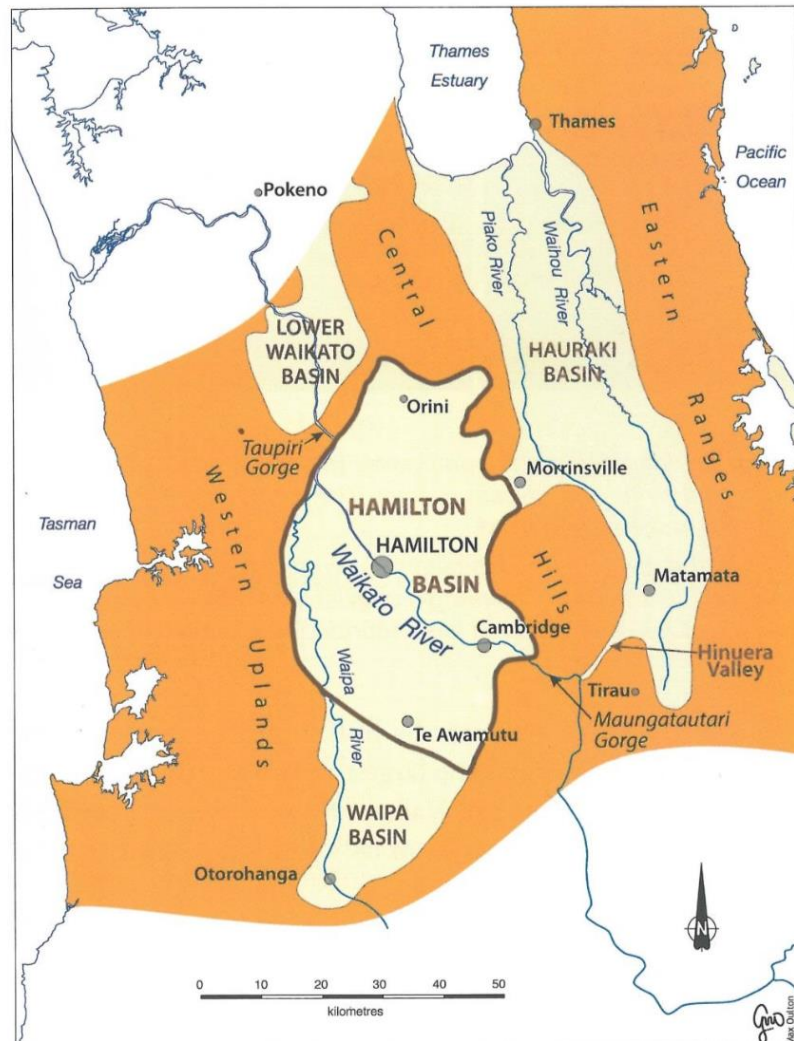 Thames
Estuary
Thames
Pacific
Ocean
Pokeno
Piako River
Waihou River
Central
Eastern
LOWER
WAIKATO
BASIN
HAURAKI
BASIN
Orini
Taupiri
Gorge
Morrinsville
Ranges
Western
HAMILTON
HAMILTON
BASIN
Tasman
Sea
Hills
Waikato River
Matamata
Cambridge
Uplands
Waipa
River
Hinuera
Valley
Tirau
Te Awamutu
Maungatautari
Gorge
WAIPA
BASIN
Otorohanga
N
0 10 20 30 40 50
kilometres
Max Oulton